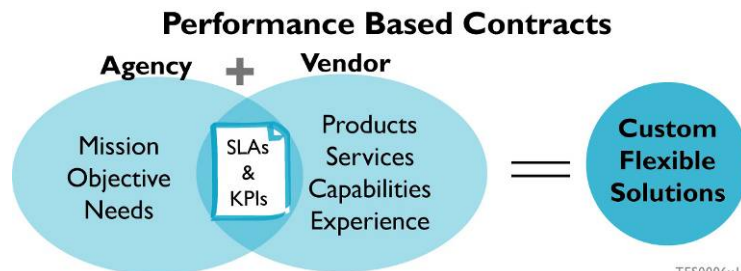 Performance Based Contracts
Agency + Vendor
Mission
Objective
Needs
SLAs
&
KPIs
Products
Services
Capabilities
Experience
=
Custom
Flexible
Solutions